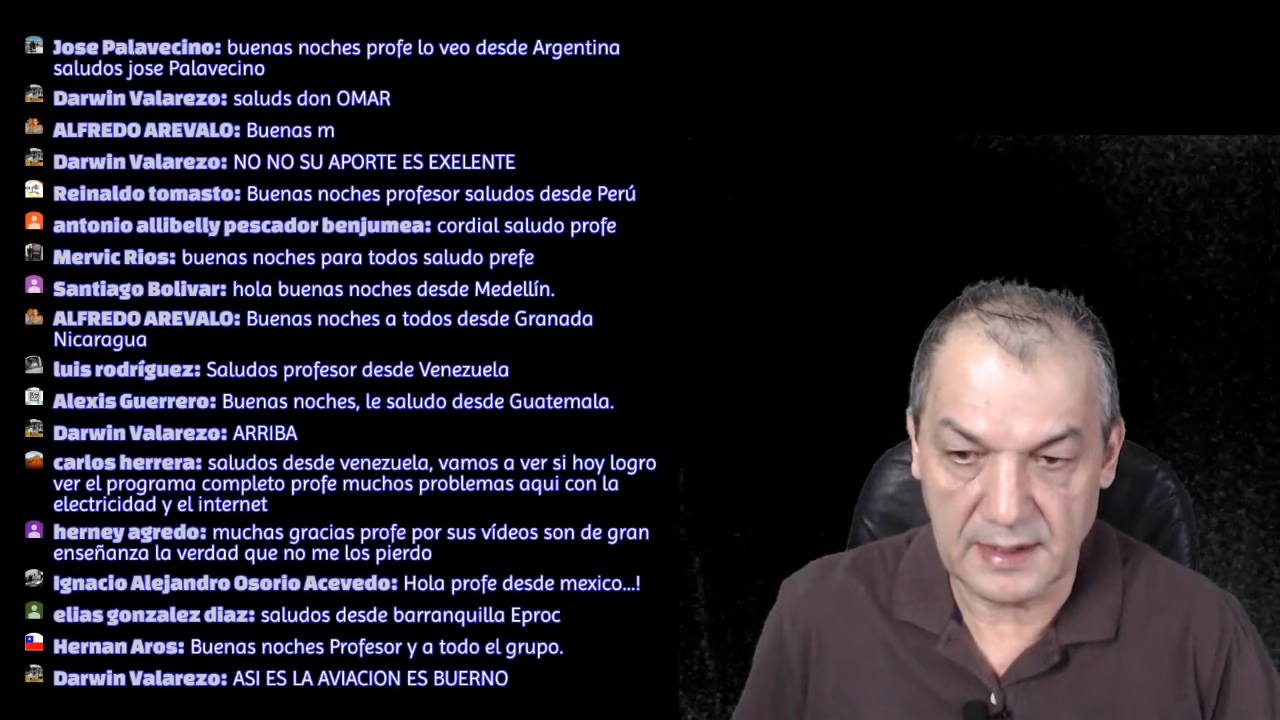 Jose Palavecino: buenas noches profe lo veo desde Argentina
saludos jose Palavecino
Darwin Valarezo: saluds don OMAR
ALFREDO AREVALO: Buenas m
Darwin Valarezo: NO NO SU APORTE ES EXELENTE
Reinaldo tomasto: Buenas noches profesor saludos desde Perú
antonio allibelly pescador benjumea: cordial saludo profe
Mervic Rios: buenas noches para todos saludo prefe
Santiago Bolivar: hola buenas noches desde Medellín.
ALFREDO AREVALO: Buenas noches a todos desde Granada
Nicaragua
luis rodríguez: Saludos profesor desde Venezuela
Alexis Guerrero: Buenas noches, le saludo desde Guatemala.
Darwin Valarezo: ARRIBA
carlos herrera: saludos desde venezuela, vamos a ver si hoy logro
ver el programa completo profe muchos problemas aqui con la
electricidad y el internet
herney agredo: muchas gracias profe por sus vídeos son de gran
enseñanza la verdad que no me los pierdo
Ignacio Alejandro Osorio Acevedo: Hola profe desde mexico...!
elias gonzalez diaz: saludos desde barranquilla Eproc
Hernan Aros: Buenas noches Profesor y a todo el grupo.
Darwin Valarezo: ASI ES LA AVIACION ES BUERNO